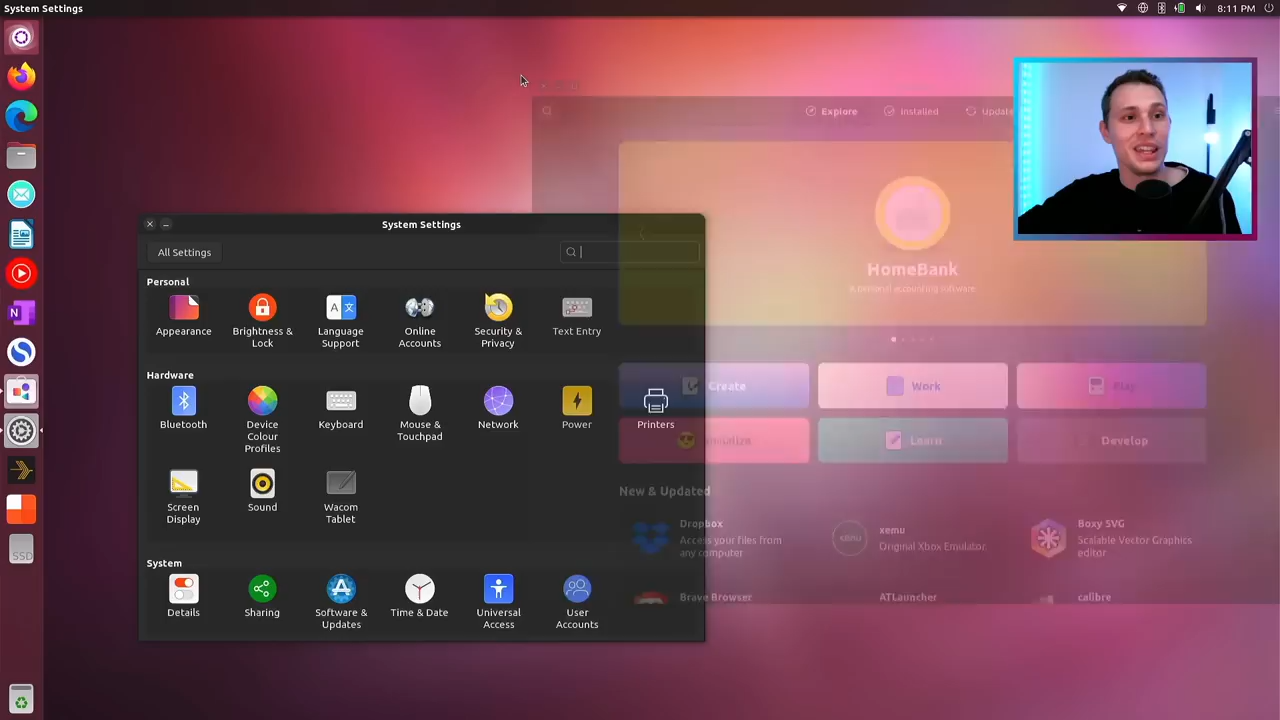 System Settings
8:11 PM
Explore
Installed
Updat
System Settings
All Settings
HomeBank
A personal accounting software
Personal
Appearance
Brightness &
Lock
Language
Support
Online
Accounts
Security &
Privacy
Text Entry
Hardware
Bluetooth
Device
Colour
Profiles
Keyboard
Mouse &
Touchpad
Network
Power
Printers
Screen
Display
Sound
Wacom
Tablet
Create
Work
Play
Learn
Develop
New & Updated
Dropbox
Access your files from
any computer
xemu
Original Xbox Emulator
Boxy SVG
Scalable Vector Graphics
editor
Brave Browser
ATLauncher
calibre
System
Details
Sharing
Software &
Updates
Time & Date
Universal
Access
User
Accounts
SSD